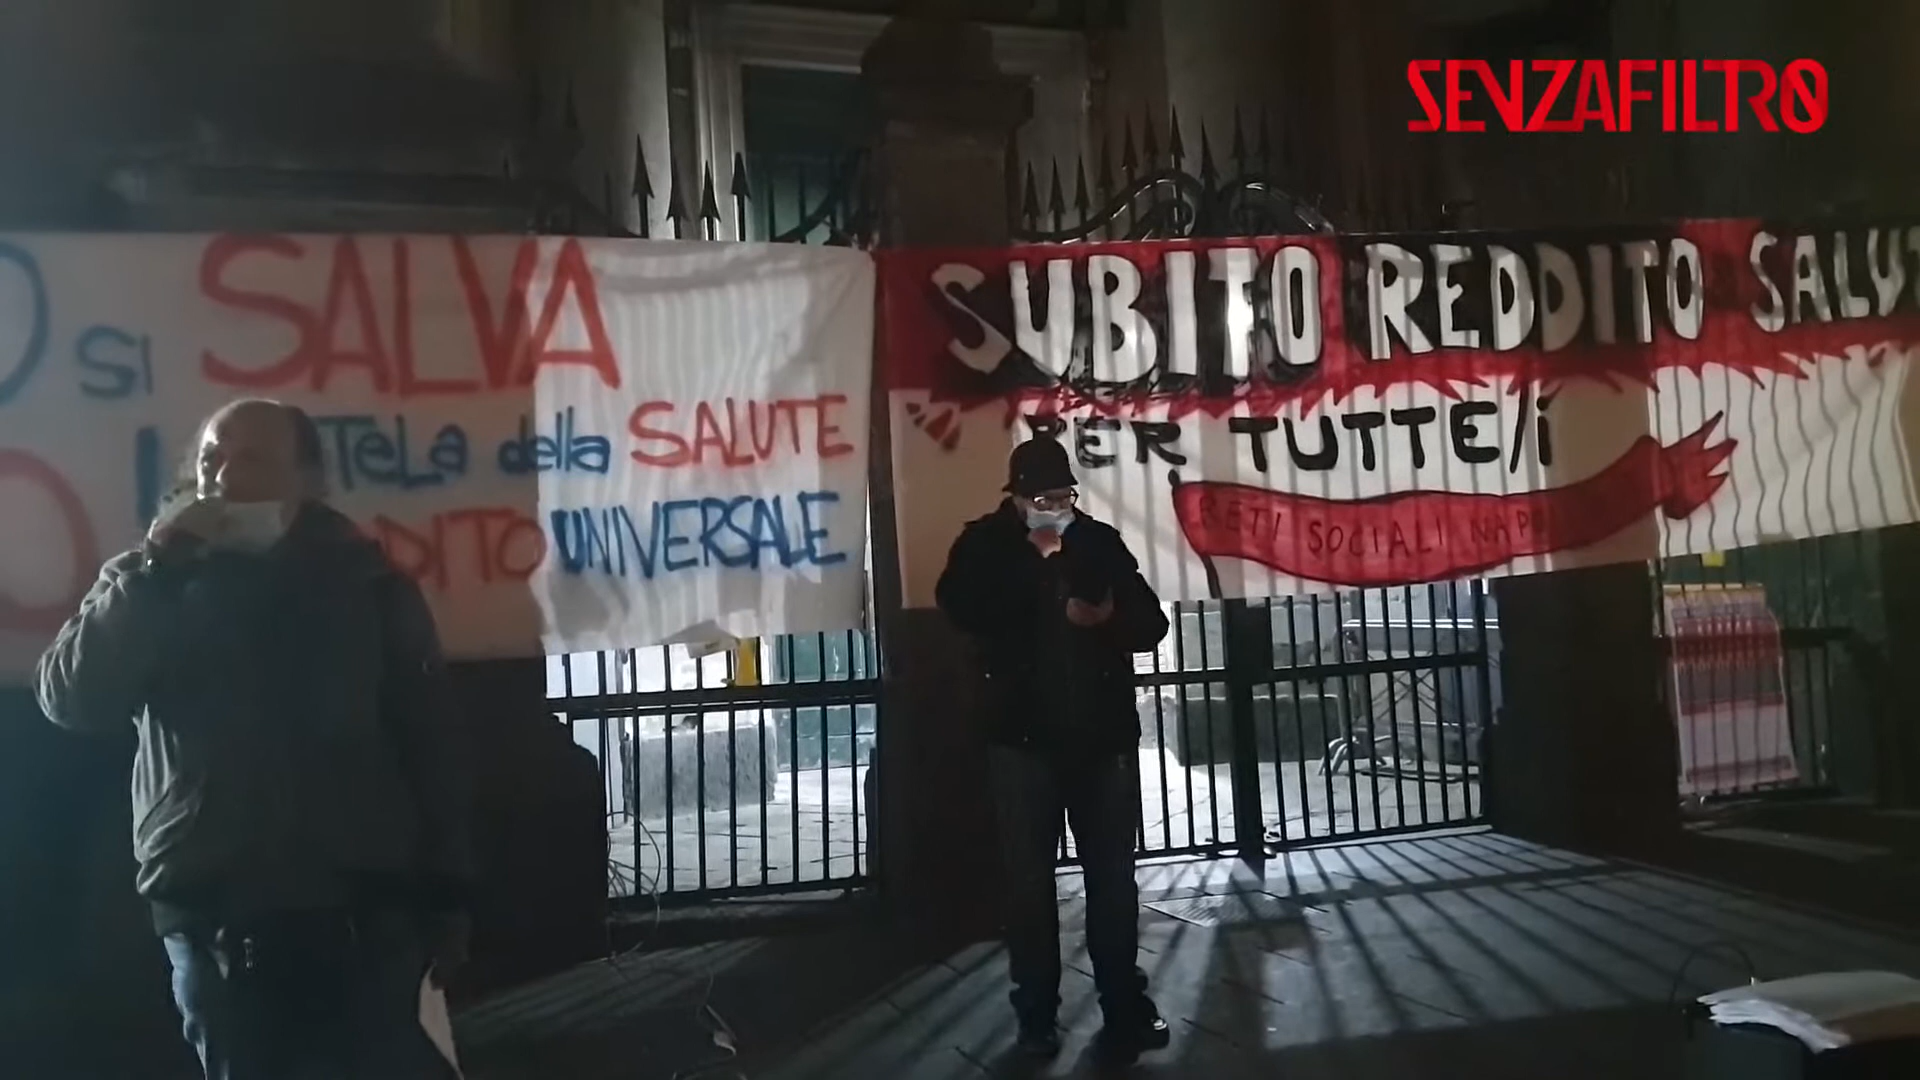 SENZAFILTRO
SI SALVA
TeLa della SALUTE
DITO UNIVERSALE
SUBITO REDDITO SALUT
PER TUTTE/i
RETI SOCIALI NAP